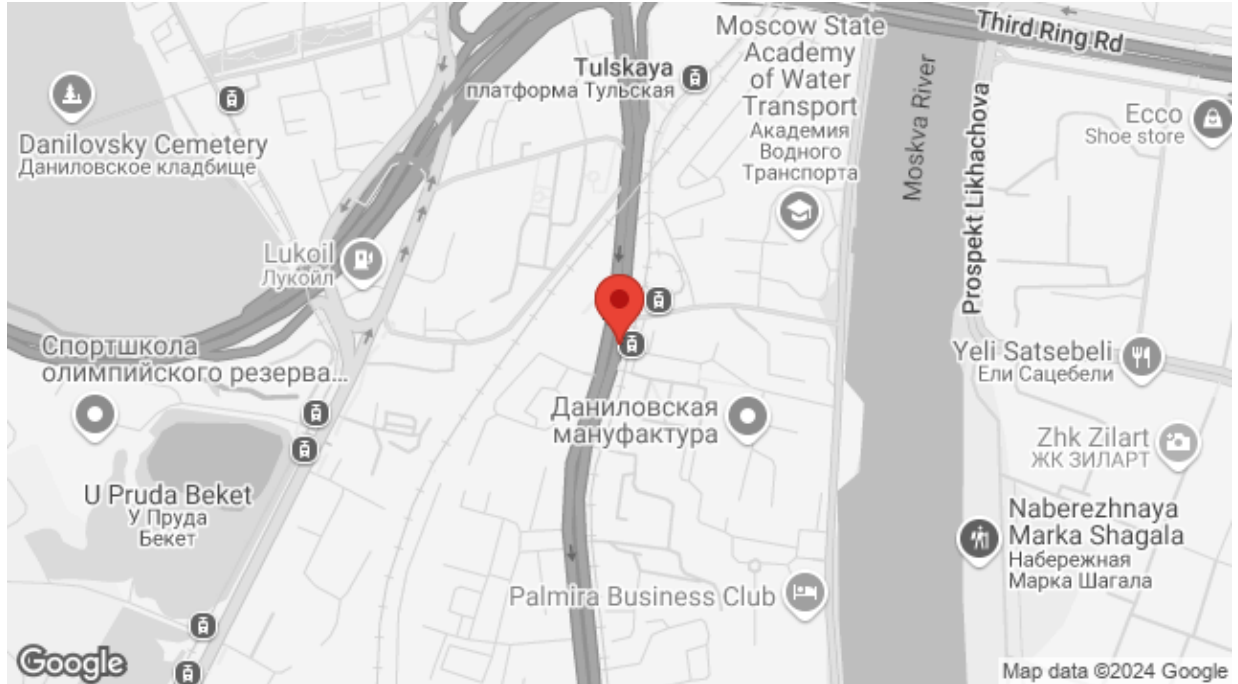 Third Ring Rd
Moscow State
Academy
of Water
Transport
Академия
Водного
Транспорта
Tulskaya
платформа Тульская
Moskva River
Prospekt Likhachova
Ecco
Shoe store
Danilovsky Cemetery
Даниловское кладбище
Lukoil
Лукойл
Спортшкола
олимпийского резерва...
Yeli Satsebeli
Ели Сацебели
Даниловская
мануфактура
Zhk Zilart
ЖК ЗИЛАРТ
U Pruda Beket
У Пруда
Бекет
Naberezhnaya
Marka Shagala
Набережная
Марка Шагала
Palmira Business Club
Google
Map data ©2024 Google